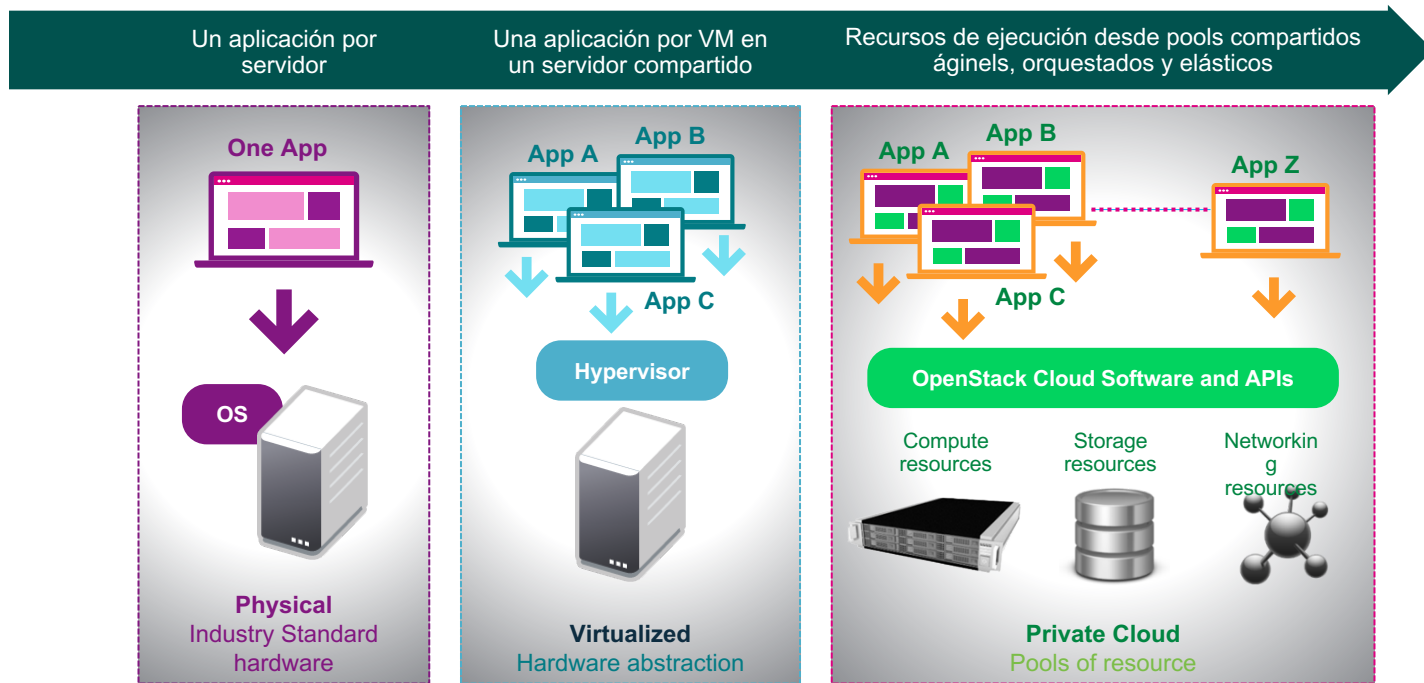 Un aplicación por
servidor
Una aplicación por VM en
un servidor compartido
Recursos de ejecución desde pools compartidos
áginels, orquestados y elásticos
One App
OS
Physical
Industry Standard
hardware
App A
App B
App C
Hypervisor
Virtualized
Hardware abstraction
App A
App B
App C
App Z
OpenStack Cloud Software and APIs
Compute
resources
Storage
resources
Networkin
g
resources
Private Cloud
Pools of resource